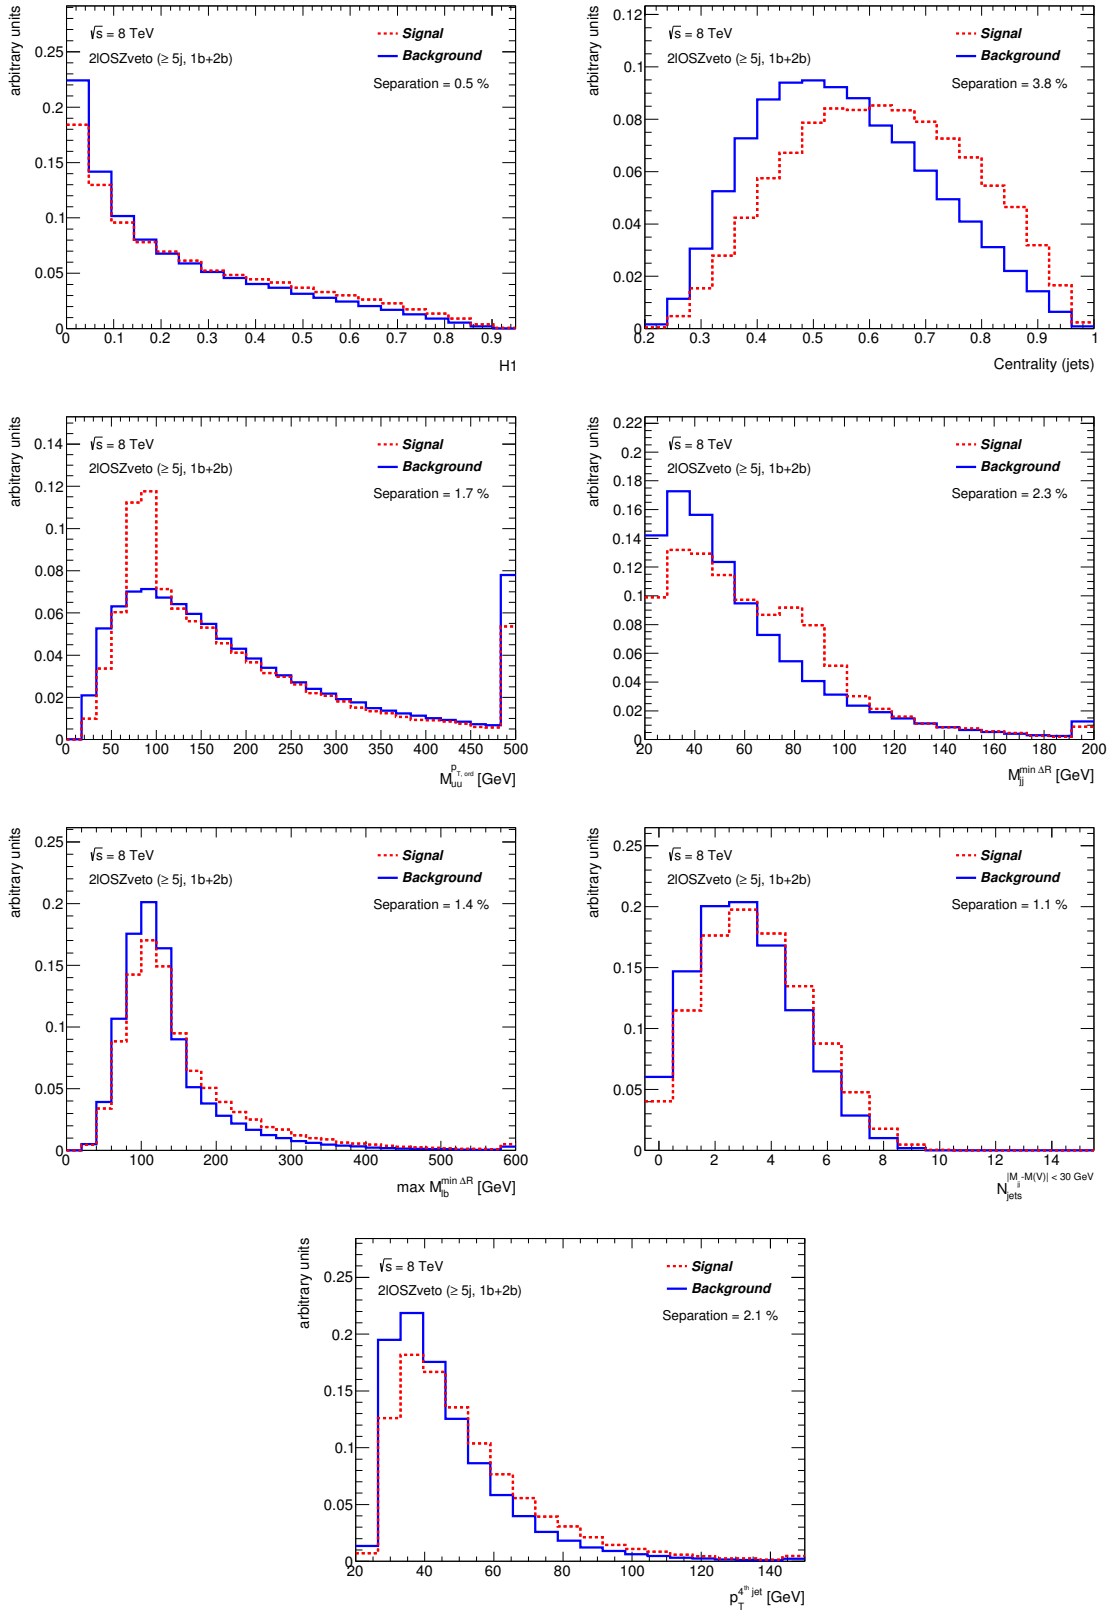 arbitrary units
√s = 8 TeV
2lOSZveto (≥ 5j, 1b+2b)
Signal
Background
Separation = 0.5 %
0.25
0.2
0.15
0.1
0.05
0
0 0.1 0.2 0.3 0.4 0.5 0.6 0.7 0.8 0.9
H1
arbitrary units
√s = 8 TeV
2lOSZveto (≥ 5j, 1b+2b)
Signal
Background
Separation = 3.8 %
0.12
0.1
0.08
0.06
0.04
0.02
0
0.2 0.3 0.4 0.5 0.6 0.7 0.8 0.9 1
Centrality (jets)
arbitrary units
√s = 8 TeV
2lOSZveto (≥ 5j, 1b+2b)
Signal
Background
Separation = 1.7 %
0.14
0.12
0.1
0.08
0.06
0.04
0.02
0
0 50 100 150 200 250 300 350 400 450 500
M_uu^p_T, ord [GeV]
arbitrary units
√s = 8 TeV
2lOSZveto (≥ 5j, 1b+2b)
Signal
Background
Separation = 2.3 %
0.22
0.2
0.18
0.16
0.14
0.12
0.1
0.08
0.06
0.04
0.02
0
20 40 60 80 100 120 140 160 180 200
M_jj^min ΔR [GeV]
arbitrary units
√s = 8 TeV
2lOSZveto (≥ 5j, 1b+2b)
Signal
Background
Separation = 1.4 %
0.25
0.2
0.15
0.1
0.05
0
0 100 200 300 400 500 600
max M_lb^min ΔR [GeV]
arbitrary units
√s = 8 TeV
2lOSZveto (≥ 5j, 1b+2b)
Signal
Background
Separation = 1.1 %
0.25
0.2
0.15
0.1
0.05
0
0 2 4 6 8 10 12 14
N_jets^|M_jj-M(V)| < 30 GeV
arbitrary units
√s = 8 TeV
2lOSZveto (≥ 5j, 1b+2b)
Signal
Background
Separation = 2.1 %
0.25
0.2
0.15
0.1
0.05
0
20 40 60 80 100 120 140
p_T^4th jet [GeV]